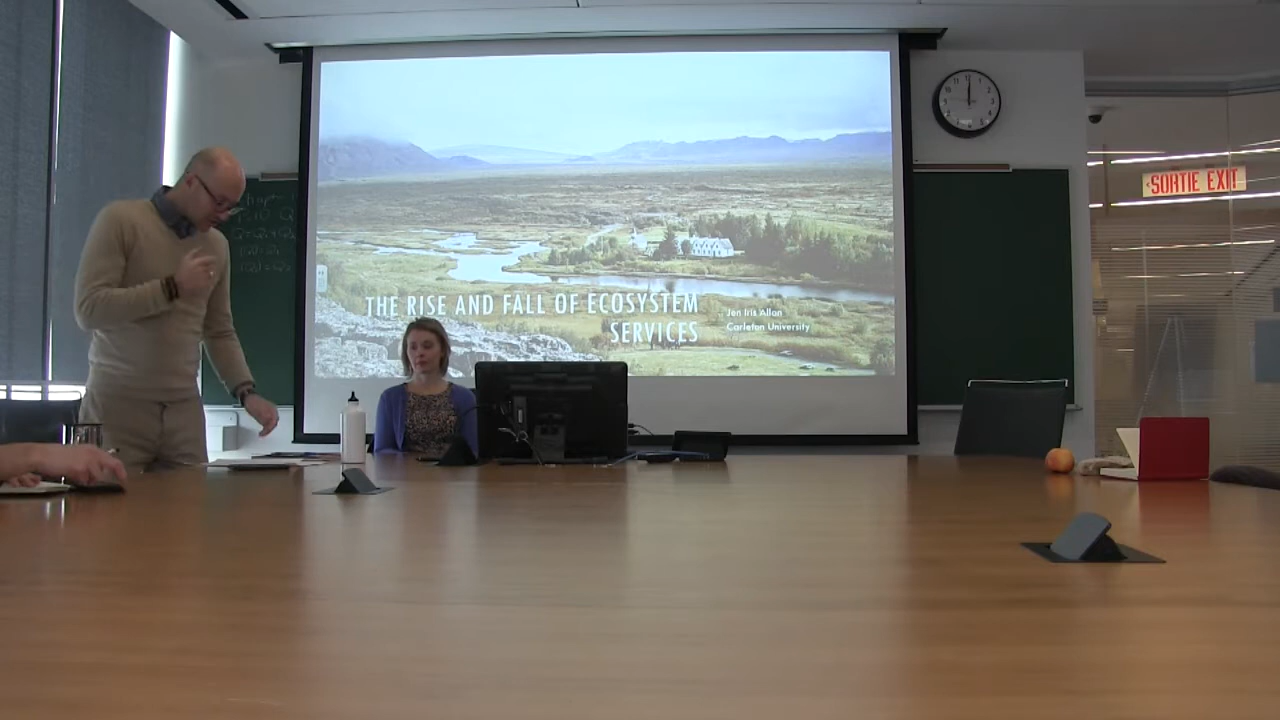 THE RISE AND FALL OF ECOSYSTEM
SERVICES
Jen Iris Allan
Carleton University
SORTIE EXIT